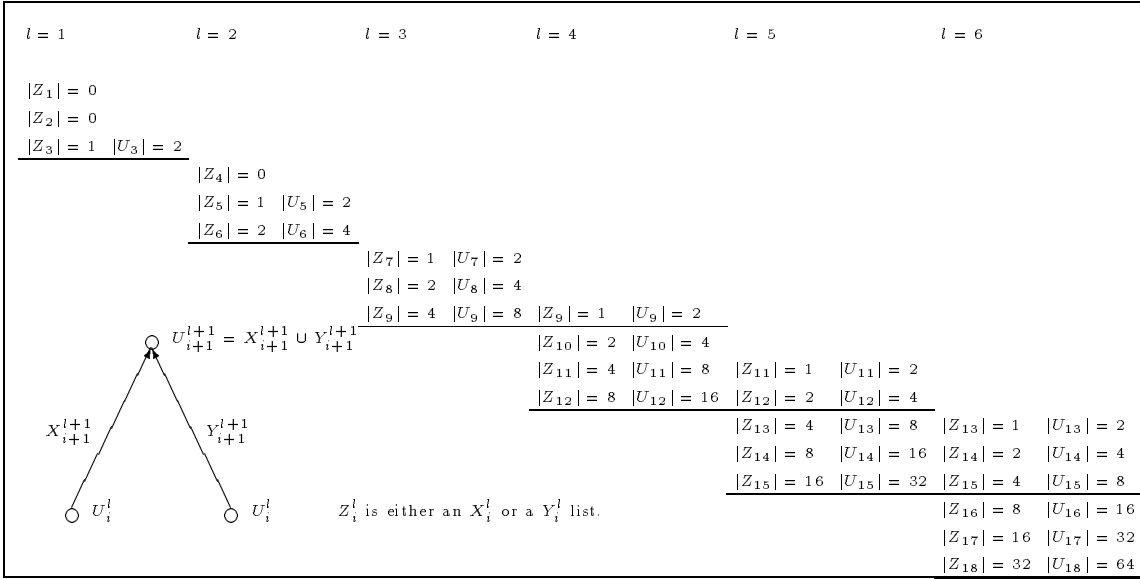 l = 1 l = 2 l = 3 l = 4 l = 5 l = 6
|Z_1| = 0
|Z_2| = 0
|Z_3| = 1 |U_3| = 2
|Z_4| = 0
|Z_5| = 1 |U_5| = 2
|Z_6| = 2 |U_6| = 4
|Z_7| = 1 |U_7| = 2
|Z_8| = 2 |U_8| = 4
|Z_9| = 4 |U_9| = 8 |Z_9| = 1 |U_9| = 2
U_{i+1}^{l+1} = X_{i+1}^{l+1} ∪ Y_{i+1}^{l+1}
|Z_10| = 2 |U_10| = 4
|Z_11| = 4 |U_11| = 8 |Z_11| = 1 |U_11| = 2
|Z_12| = 8 |U_12| = 16 |Z_12| = 2 |U_12| = 4
X_{i+1}^{l+1} Y_{i+1}^{l+1}
|Z_13| = 4 |U_13| = 8 |Z_13| = 1 |U_13| = 2
|Z_14| = 8 |U_14| = 16 |Z_14| = 2 |U_14| = 4
|Z_15| = 16 |U_15| = 32 |Z_15| = 4 |U_15| = 8
U_i^l U_i^l Z_i^l is either an X_i^l or a Y_i^l list.
|Z_16| = 8 |U_16| = 16
|Z_17| = 16 |U_17| = 32
|Z_18| = 32 |U_18| = 64